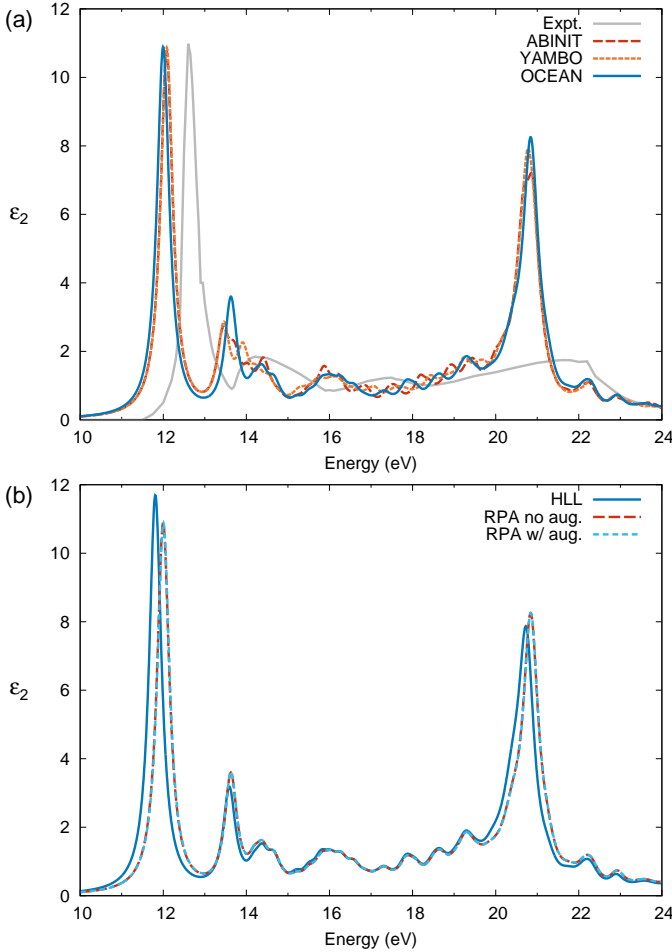 (a)
12
10
8
6
4
2
0
ε2
Expt.
ABINIT
YAMBO
OCEAN
10 12 14 16 18 20 22 24
Energy (eV)
(b)
12
10
8
6
4
2
0
ε2
HLL
RPA no aug.
RPA w/ aug.
10 12 14 16 18 20 22 24
Energy (eV)